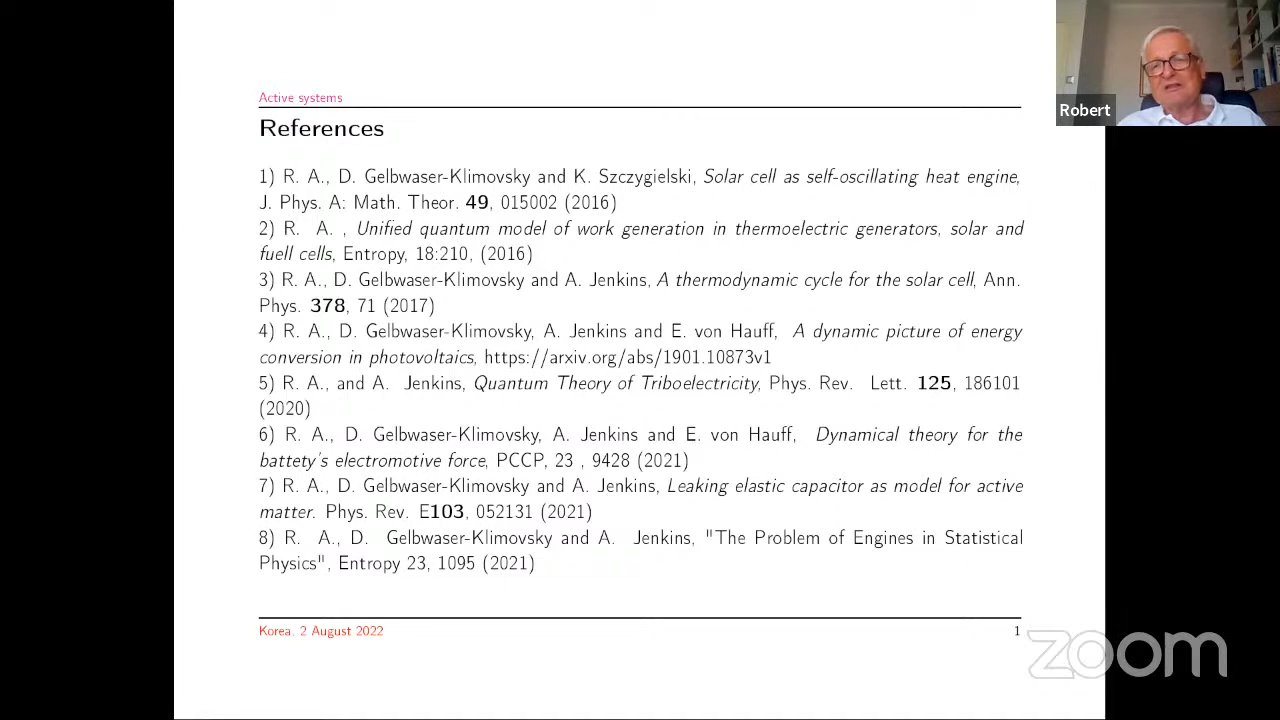 Active systems
References
1) R. A., D. Gelbwaser-Klimovsky and K. Szczygielski, Solar cell as self-oscillating heat engine,
J. Phys. A: Math. Theor. 49, 015002 (2016)
2) R. A. , Unified quantum model of work generation in thermoelectric generators, solar and
fuell cells, Entropy, 18:210, (2016)
3) R. A., D. Gelbwaser-Klimovsky and A. Jenkins, A thermodynamic cycle for the solar cell, Ann.
Phys. 378, 71 (2017)
4) R. A., D. Gelbwaser-Klimovsky, A. Jenkins and E. von Hauff, A dynamic picture of energy
conversion in photovoltaics, https://arxiv.org/abs/1901.10873v1
5) R. A., and A. Jenkins, Quantum Theory of Triboelectricity, Phys. Rev. Lett. 125, 186101
(2020)
6) R. A., D. Gelbwaser-Klimovsky, A. Jenkins and E. von Hauff, Dynamical theory for the
battety's electromotive force, PCCP, 23 , 9428 (2021)
7) R. A., D. Gelbwaser-Klimovsky and A. Jenkins, Leaking elastic capacitor as model for active
matter. Phys. Rev. E103, 052131 (2021)
8) R. A., D. Gelbwaser-Klimovsky and A. Jenkins, "The Problem of Engines in Statistical
Physics", Entropy 23, 1095 (2021)
Korea. 2 August 2022
1
Robert
zoom